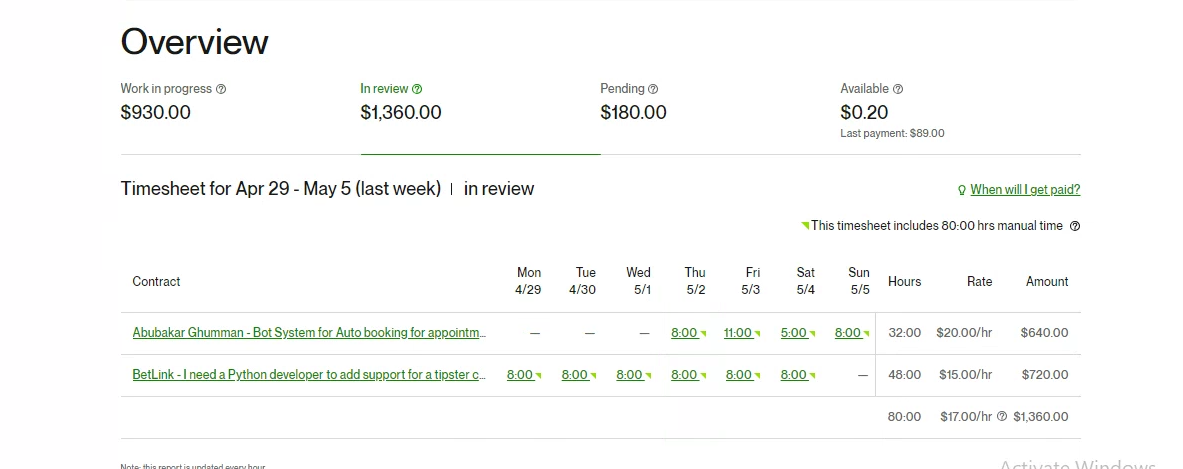 Overview
Work in progress In review Pending Available
$930.00 $1,360.00 $180.00 $0.20
Last payment: $89.00
Timesheet for Apr 29 - May 5 (last week) | in review When will I get paid?
This timesheet includes 80:00 hrs manual time
Contract Mon 4/29 Tue 4/30 Wed 5/1 Thu 5/2 Fri 5/3 Sat 5/4 Sun 5/5 Hours Rate Amount
Abubakar Ghumman - Bot System for Auto booking for appointm... — — — 8:00 11:00 5:00 8:00 32:00 $20.00/hr $640.00
BetLink - I need a Python developer to add support for a tipster c... 8:00 8:00 8:00 8:00 8:00 8:00 — 48:00 $15.00/hr $720.00
80:00 $17.00/hr $1,360.00
Note: this report is updated every hour
Activate Windows